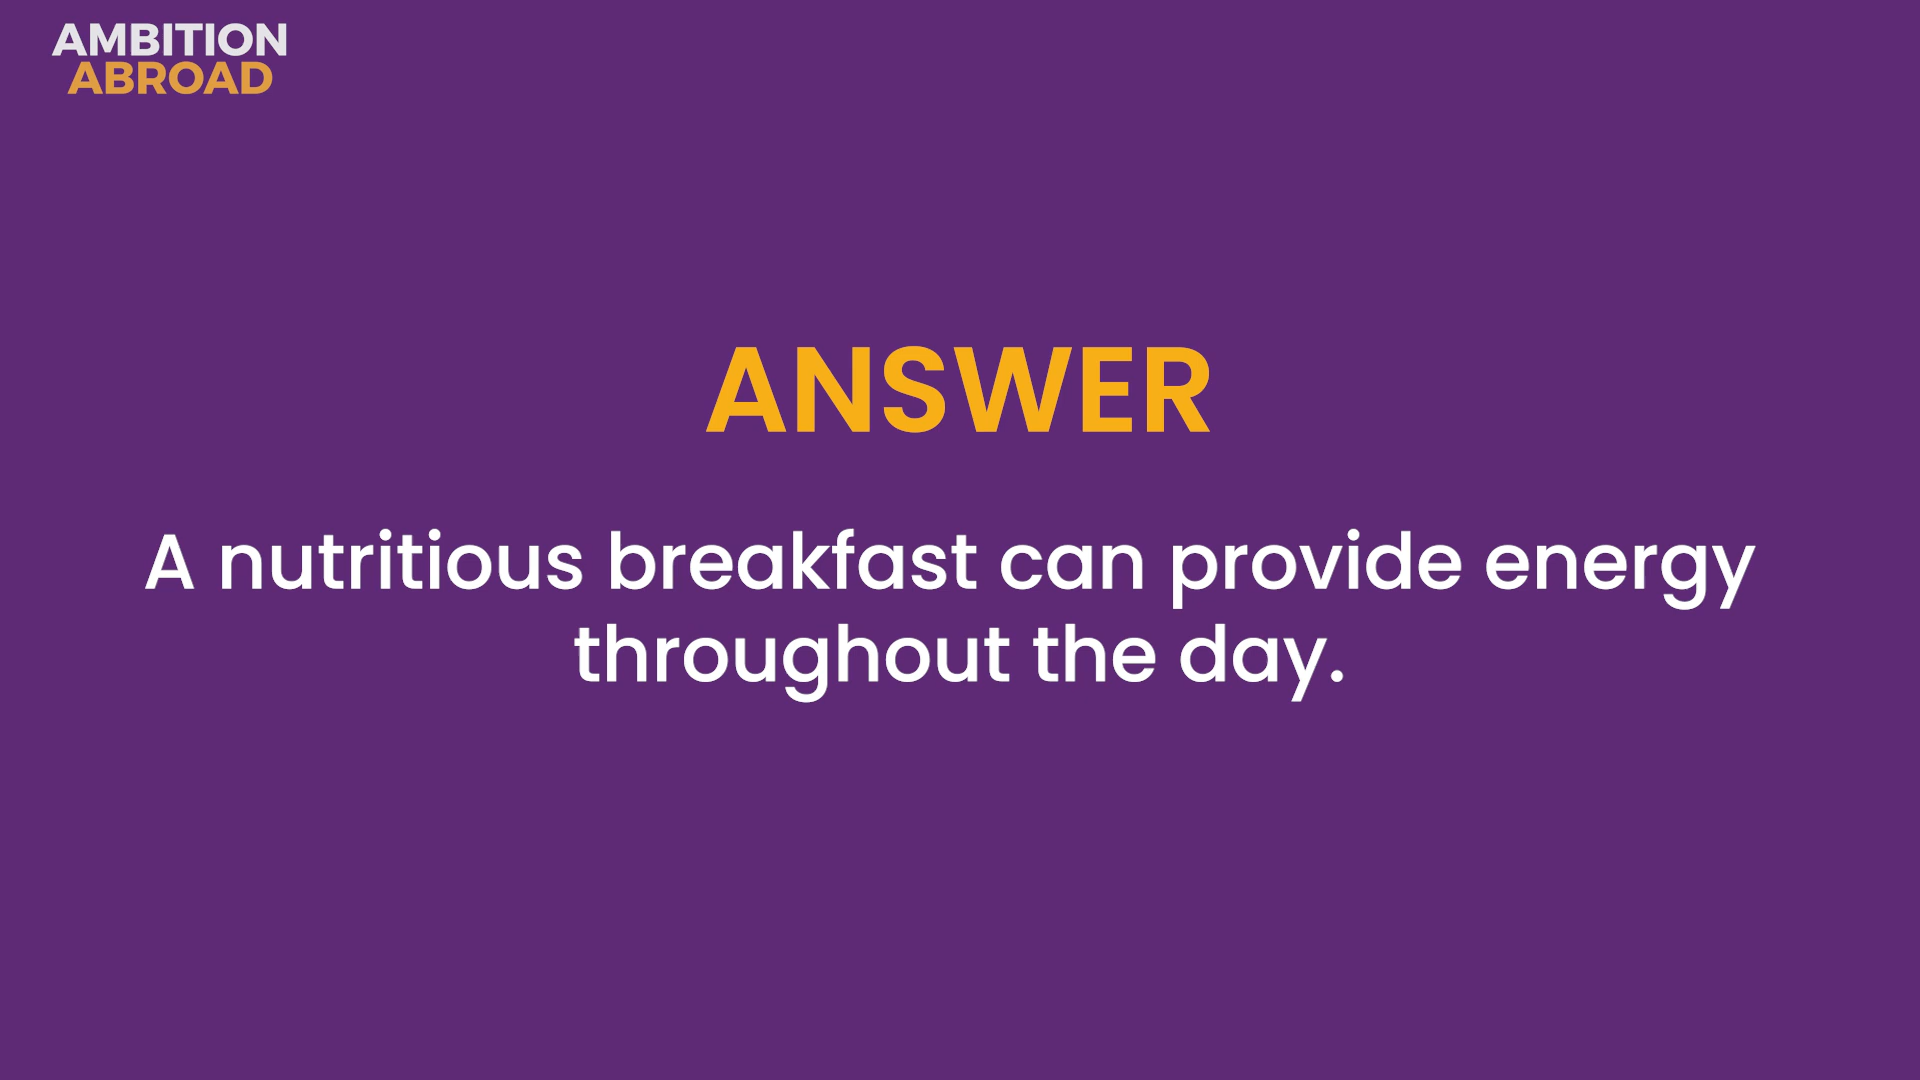 AMBITION
ABROAD
ANSWER
A nutritious breakfast can provide energy
throughout the day.